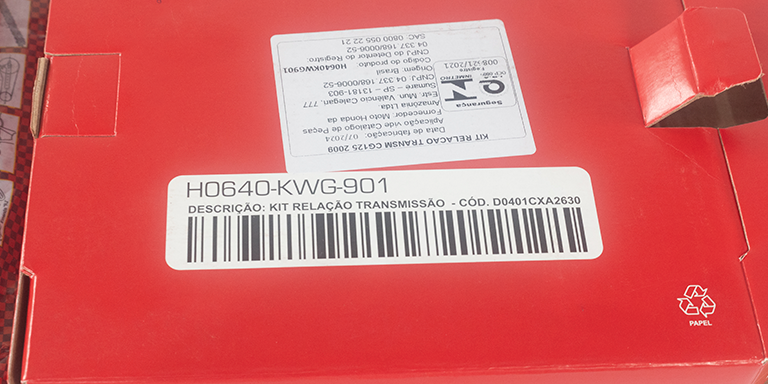 KIT RELACAO TRANSM CG125 2009
Data de fabricação: 07/2024
Aplicação vide Catálogo de Peças
Fornecedor: Moto Honda da
Amazônia Ltda
Estr. Mun. Valêncio Calegari, 777
Sumaré - SP - 13181-903
CNPJ: 04 337 168/0006-52
Origem: Brasil
Código do produto: H0640KWG901
CNPJ do Detentor do Registro
04 337 168/0006-52
SAC: 0800 055 22 21
Segurança
INMETRO
Registro
H0640-KWG-901
DESCRIÇÃO: KIT RELAÇÃO TRANSMISSÃO - CÓD. D0401CXA2630
PAPEL